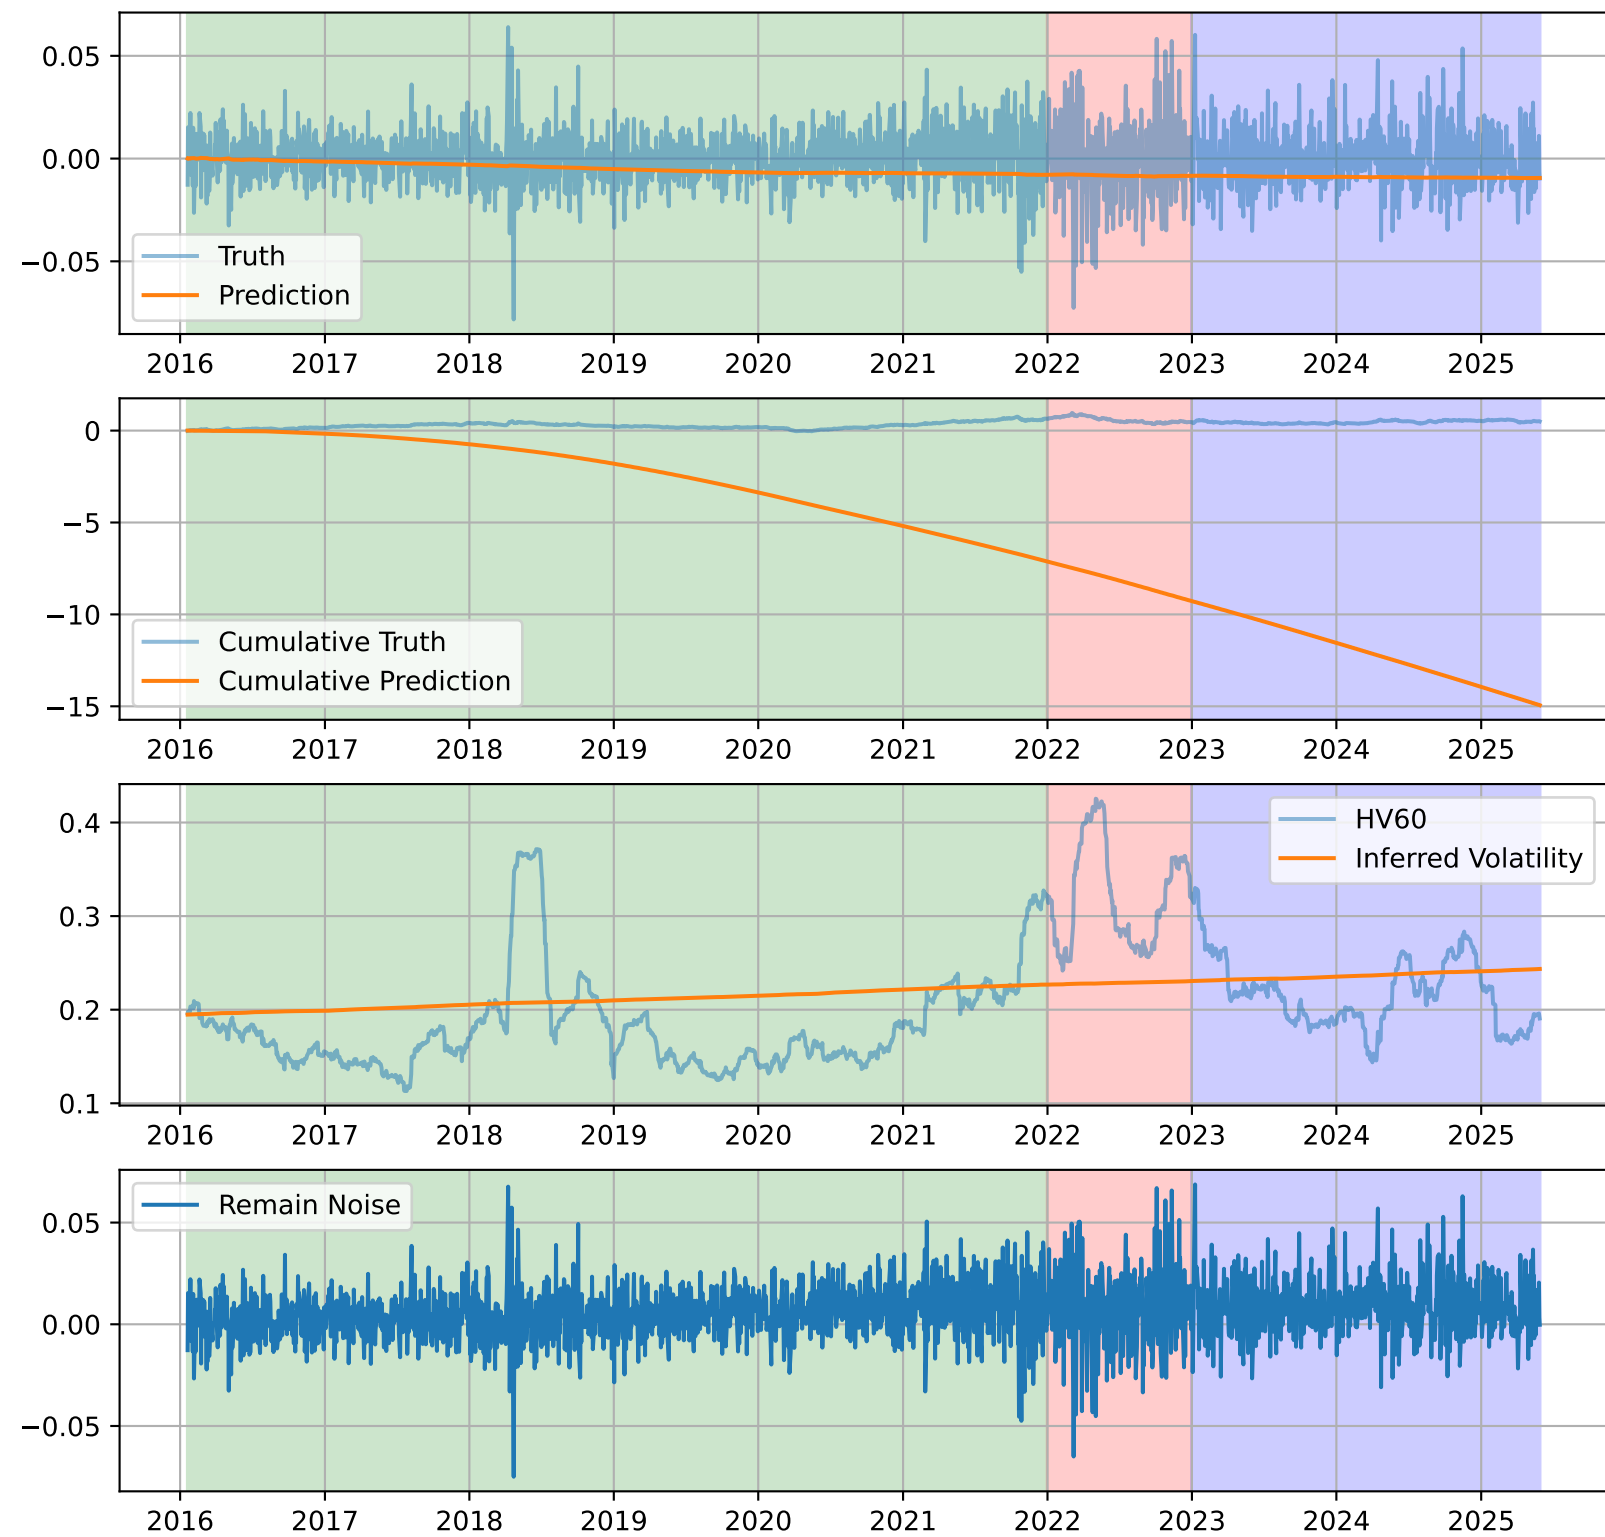 0.05
0.00
−0.05
Truth
Prediction
2016 2017 2018 2019 2020 2021 2022 2023 2024 2025
0
−5
−10
−15
Cumulative Truth
Cumulative Prediction
2016 2017 2018 2019 2020 2021 2022 2023 2024 2025
0.4
0.3
0.2
0.1
HV60
Inferred Volatility
2016 2017 2018 2019 2020 2021 2022 2023 2024 2025
Remain Noise
0.05
0.00
−0.05
2016 2017 2018 2019 2020 2021 2022 2023 2024 2025